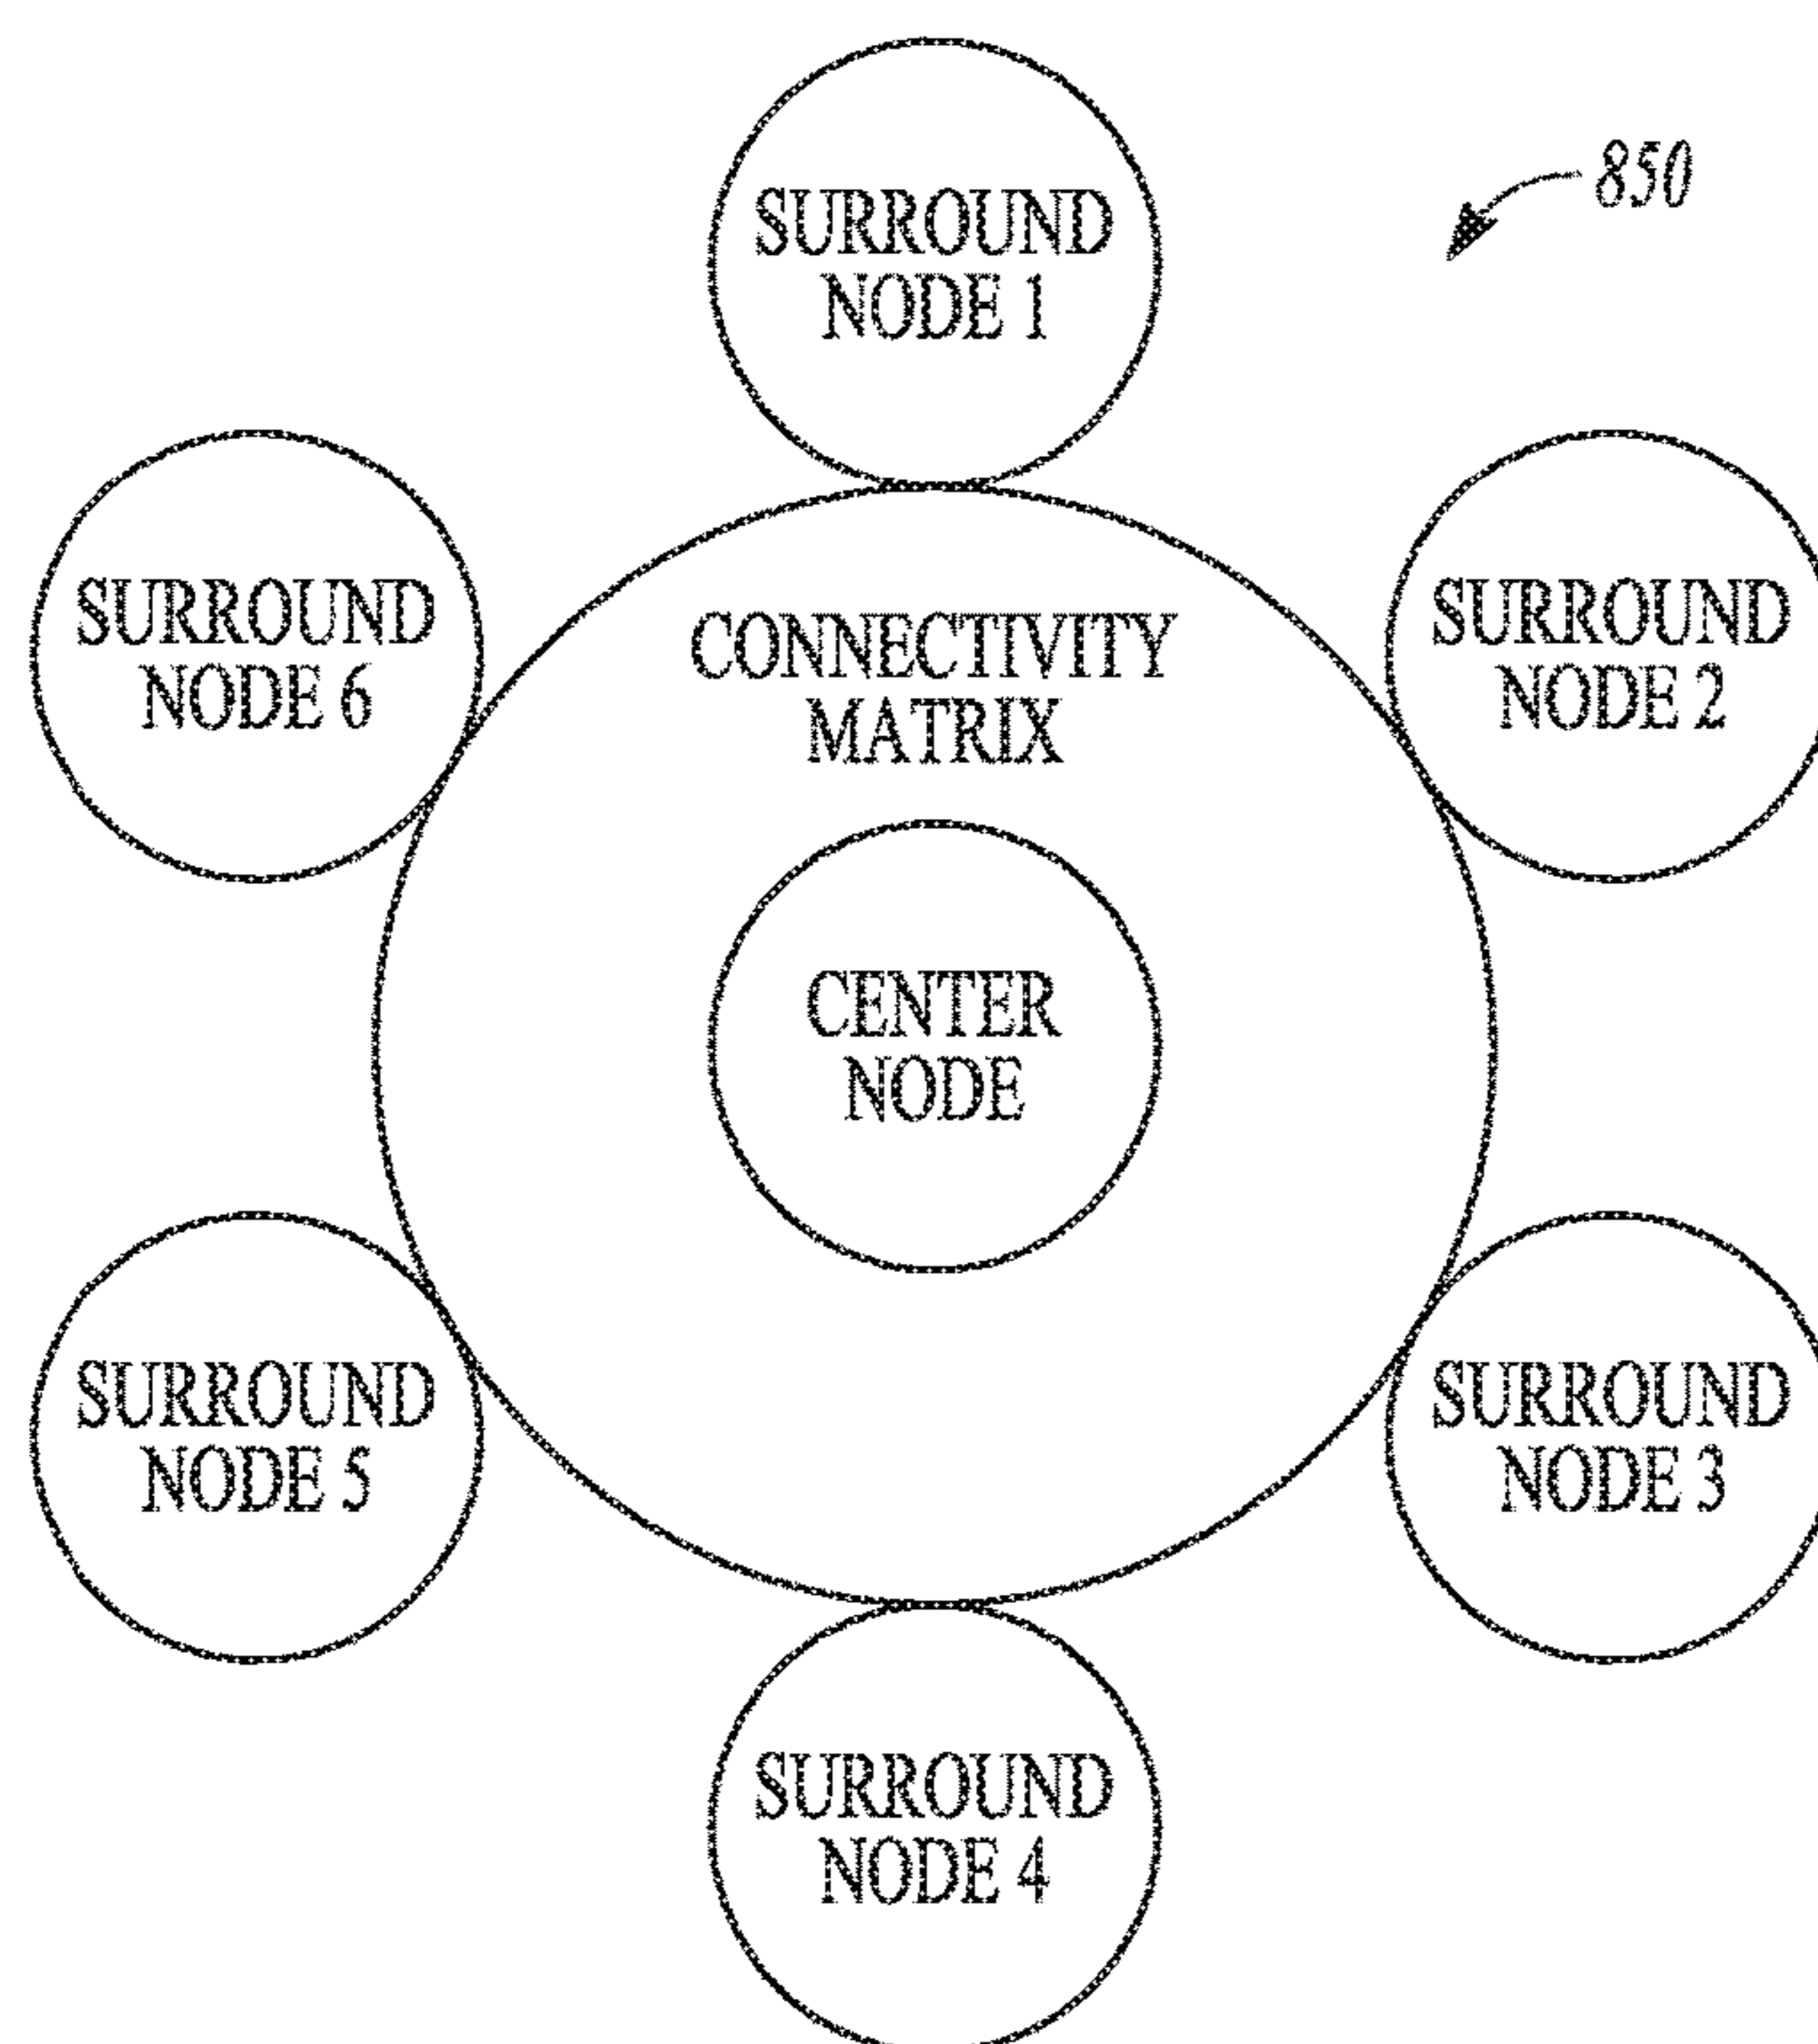 SURROUND
NODE 1
850
SURROUND
NODE 6
CONNECTIVITY
MATRIX
SURROUND
NODE 2
CENTER
NODE
SURROUND
NODE 5
SURROUND
NODE 3
SURROUND
NODE 4